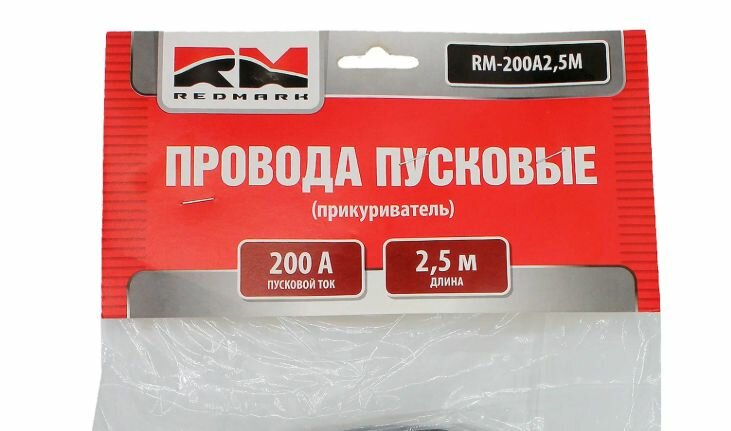 RM
REDMARK
RM-200A2,5M
ПРОВОДА ПУСКОВЫЕ
(прикуриватель)
200 А
ПУСКОВОЙ ТОК
2,5 м
ДЛИНА